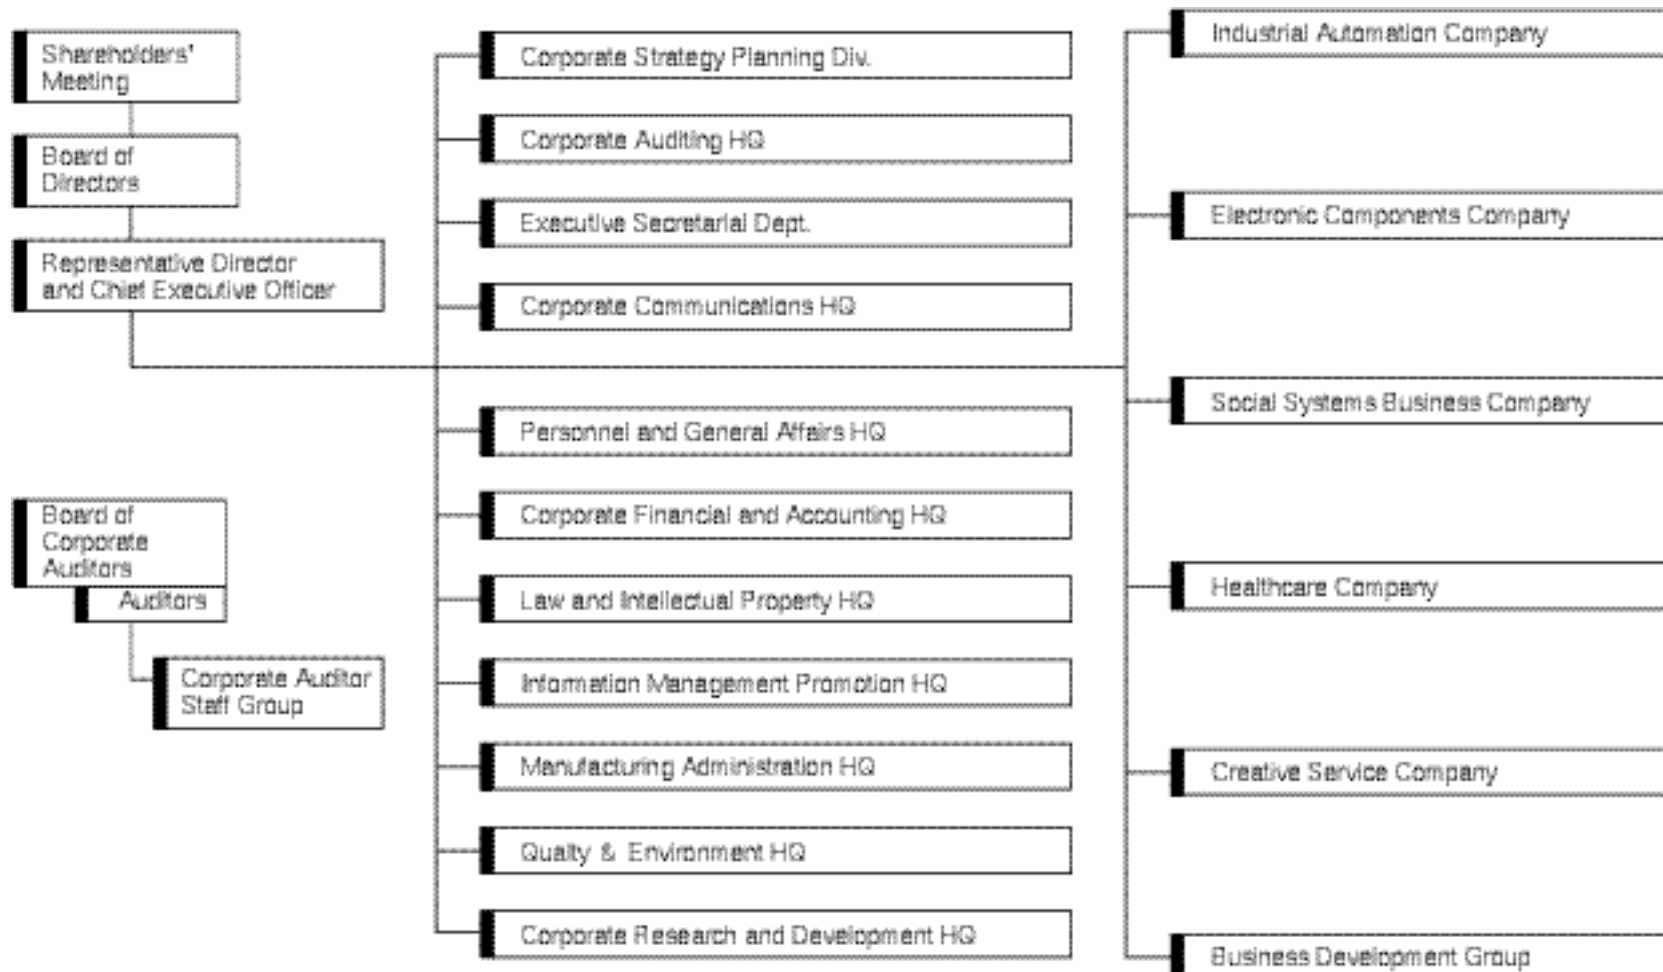 Shareholders'
Meeting
Board of
Directors
Representative Director
and Chief Executive Officer
Board of
Corporate
Auditors
Auditors
Corporate Auditor
Staff Group
Corporate Strategy Planning Div.
Corporate Auditing HQ
Executive Secretarial Dept.
Corporate Communications HQ
Personnel and General Affairs HQ
Corporate Financial and Accounting HQ
Law and Intellectual Property HQ
Information Management Promotion HQ
Manufacturing Administration HQ
Qualty & Environment HQ
Corporate Research and Development HQ
Industrial Automation Company
Electronic Components Company
Social Systems Business Company
Healthcare Company
Creative Service Company
Business Development Group